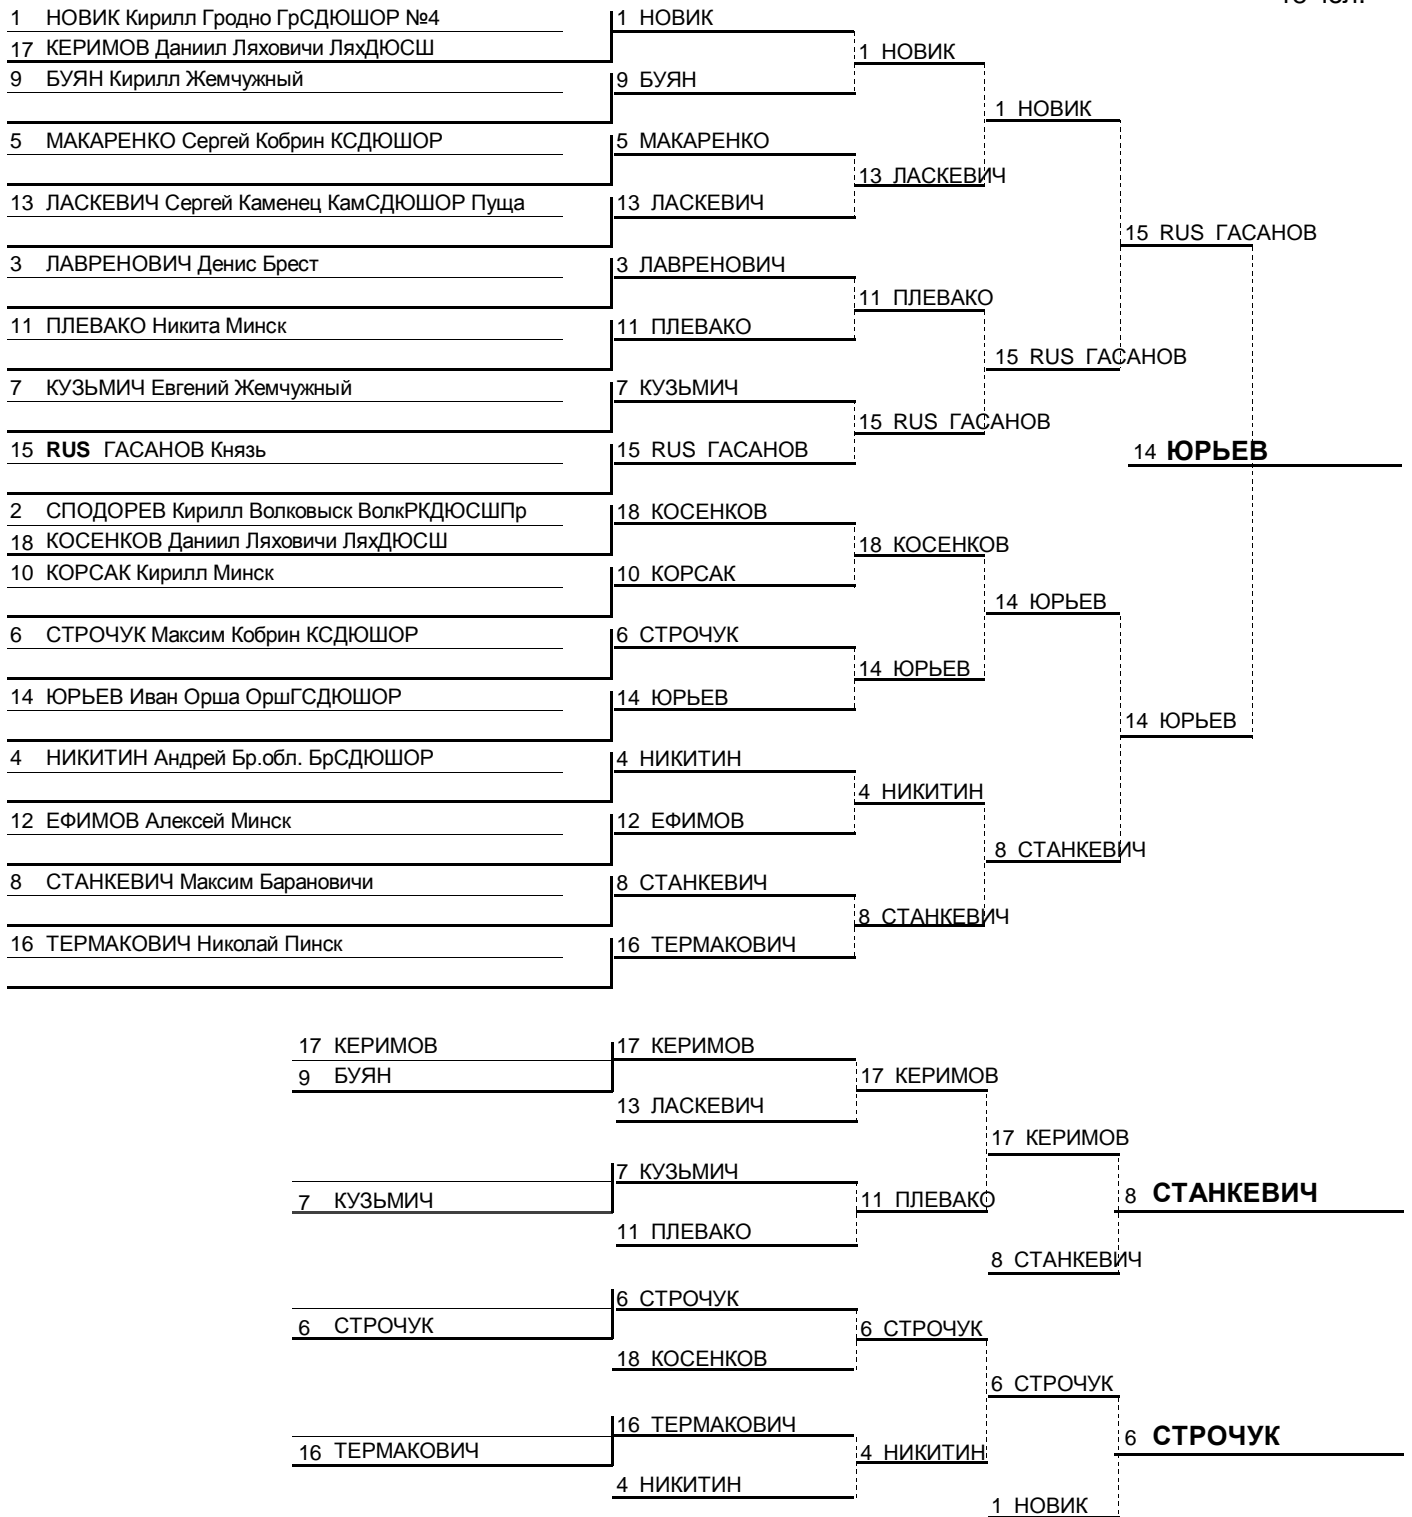 1 НОВИК Кирилл Гродно ГрСДЮШОР №4
1 НОВИК
17 КЕРИМОВ Даниил Ляховичи ЛяхДЮСШ
1 НОВИК
9 БУЯН Кирилл Жемчужный
9 БУЯН
1 НОВИК
5 МАКАРЕНКО Сергей Кобрин КСДЮШОР
5 МАКАРЕНКО
13 ЛАСКЕВИЧ
13 ЛАСКЕВИЧ Сергей Каменец КамСДЮШОР Пуща
13 ЛАСКЕВИЧ
15 RUS ГАСАНОВ
3 ЛАВРЕНОВИЧ Денис Брест
3 ЛАВРЕНОВИЧ
11 ПЛЕВАКО
11 ПЛЕВАКО Никита Минск
11 ПЛЕВАКО
15 RUS ГАСАНОВ
7 КУЗЬМИЧ Евгений Жемчужный
7 КУЗЬМИЧ
15 RUS ГАСАНОВ
15 RUS ГАСАНОВ Князь
15 RUS ГАСАНОВ
14 ЮРЬЕВ
2 СПОДОРЕВ Кирилл Волковыск ВолкРКДЮСШПр
18 КОСЕНКОВ
18 КОСЕНКОВ Даниил Ляховичи ЛяхДЮСШ
18 КОСЕНКОВ
10 КОРСАК Кирилл Минск
10 КОРСАК
14 ЮРЬЕВ
6 СТРОЧУК Максим Кобрин КСДЮШОР
6 СТРОЧУК
14 ЮРЬЕВ
14 ЮРЬЕВ Иван Орша ОршГСДЮШОР
14 ЮРЬЕВ
14 ЮРЬЕВ
4 НИКИТИН Андрей Бр.обл. БрСДЮШОР
4 НИКИТИН
4 НИКИТИН
12 ЕФИМОВ Алексей Минск
12 ЕФИМОВ
8 СТАНКЕВИЧ
8 СТАНКЕВИЧ Максим Барановичи
8 СТАНКЕВИЧ
8 СТАНКЕВИЧ
16 ТЕРМАКОВИЧ Николай Пинск
16 ТЕРМАКОВИЧ
17 КЕРИМОВ
17 КЕРИМОВ
9 БУЯН
17 КЕРИМОВ
13 ЛАСКЕВИЧ
17 КЕРИМОВ
7 КУЗЬМИЧ
8 СТАНКЕВИЧ
7 КУЗЬМИЧ
11 ПЛЕВАКО
11 ПЛЕВАКО
8 СТАНКЕВИЧ
6 СТРОЧУК
6 СТРОЧУК
6 СТРОЧУК
18 КОСЕНКОВ
6 СТРОЧУК
16 ТЕРМАКОВИЧ
6 СТРОЧУК
16 ТЕРМАКОВИЧ
4 НИКИТИН
4 НИКИТИН
1 НОВИК